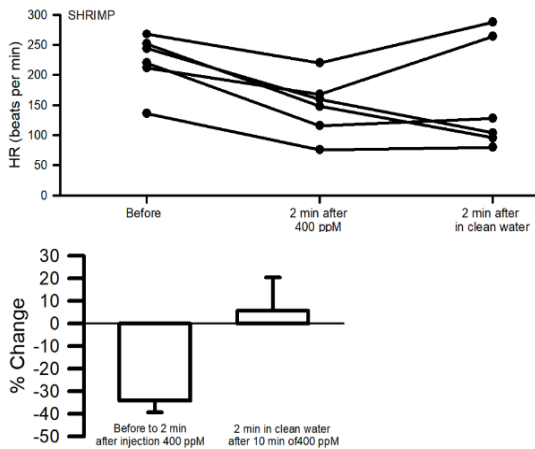 300
SHRIMP
250
200
150
100
50
0
HR (beats per min)
Before
2 min after
400 ppM
2 min after
in clean water
30
20
10
0
-10
-20
-30
-40
-50
% Change
Before to 2 min
after injection 400 ppM
2 min in clean water
after 10 min of400 ppM